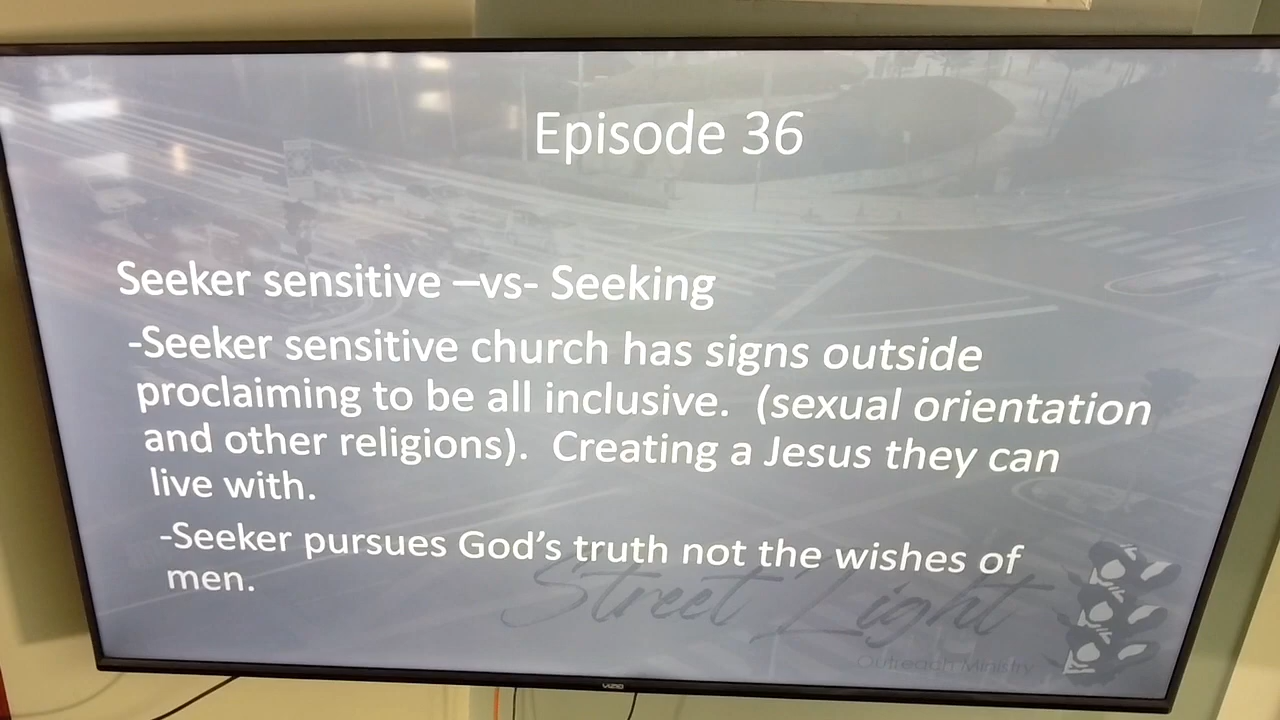 Episode 36
Seeker sensitive –vs- Seeking
-Seeker sensitive church has signs outside
proclaiming to be all inclusive.  (sexual orientation
and other religions).  Creating a Jesus they can
live with.
-Seeker pursues God's truth not the wishes of
men.
Street Light
Outreach Ministry
VIZIO